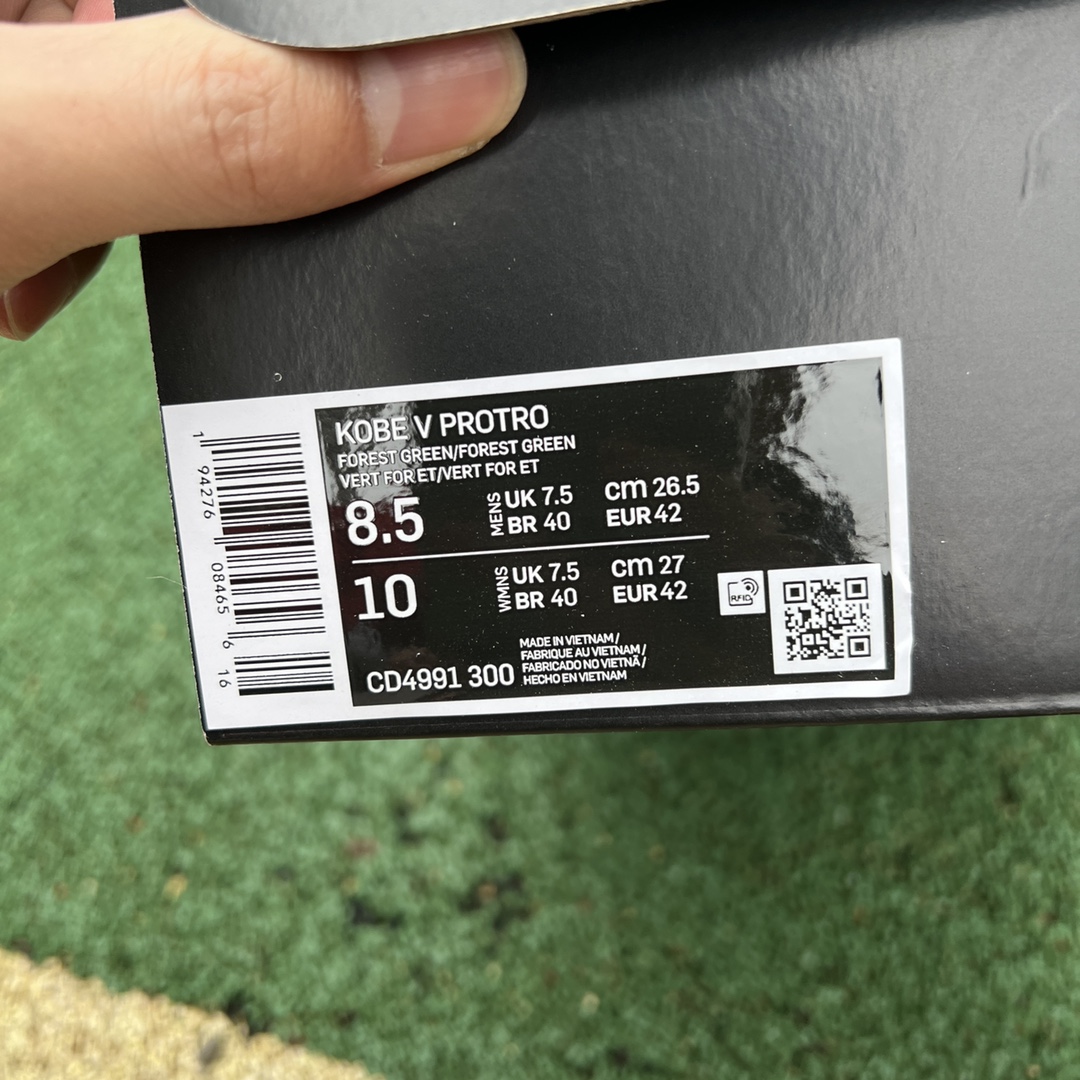 KOBE V PROTRO
FOREST GREEN/FOREST GREEN
VERT FOR ET/VERT FOR ET
8.5 MENS UK 7.5 cm 26.5
BR 40 EUR 42
10 WMNS UK 7.5 cm 27
BR 40 EUR 42
RFID
CD4991 300
MADE IN VIETNAM /
FABRIQUE AU VIETNAM /
FABRICADO NO VIETNÃ /
HECHO EN VIETNAM
1 94276 08465 6 16